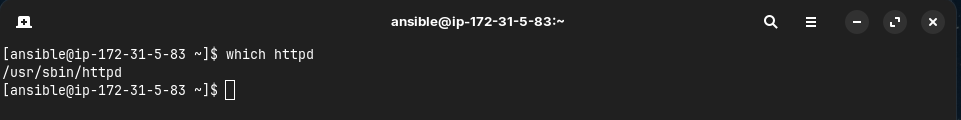 ansible@ip-172-31-5-83:~
[ansible@ip-172-31-5-83 ~]$ which httpd
/usr/sbin/httpd
[ansible@ip-172-31-5-83 ~]$